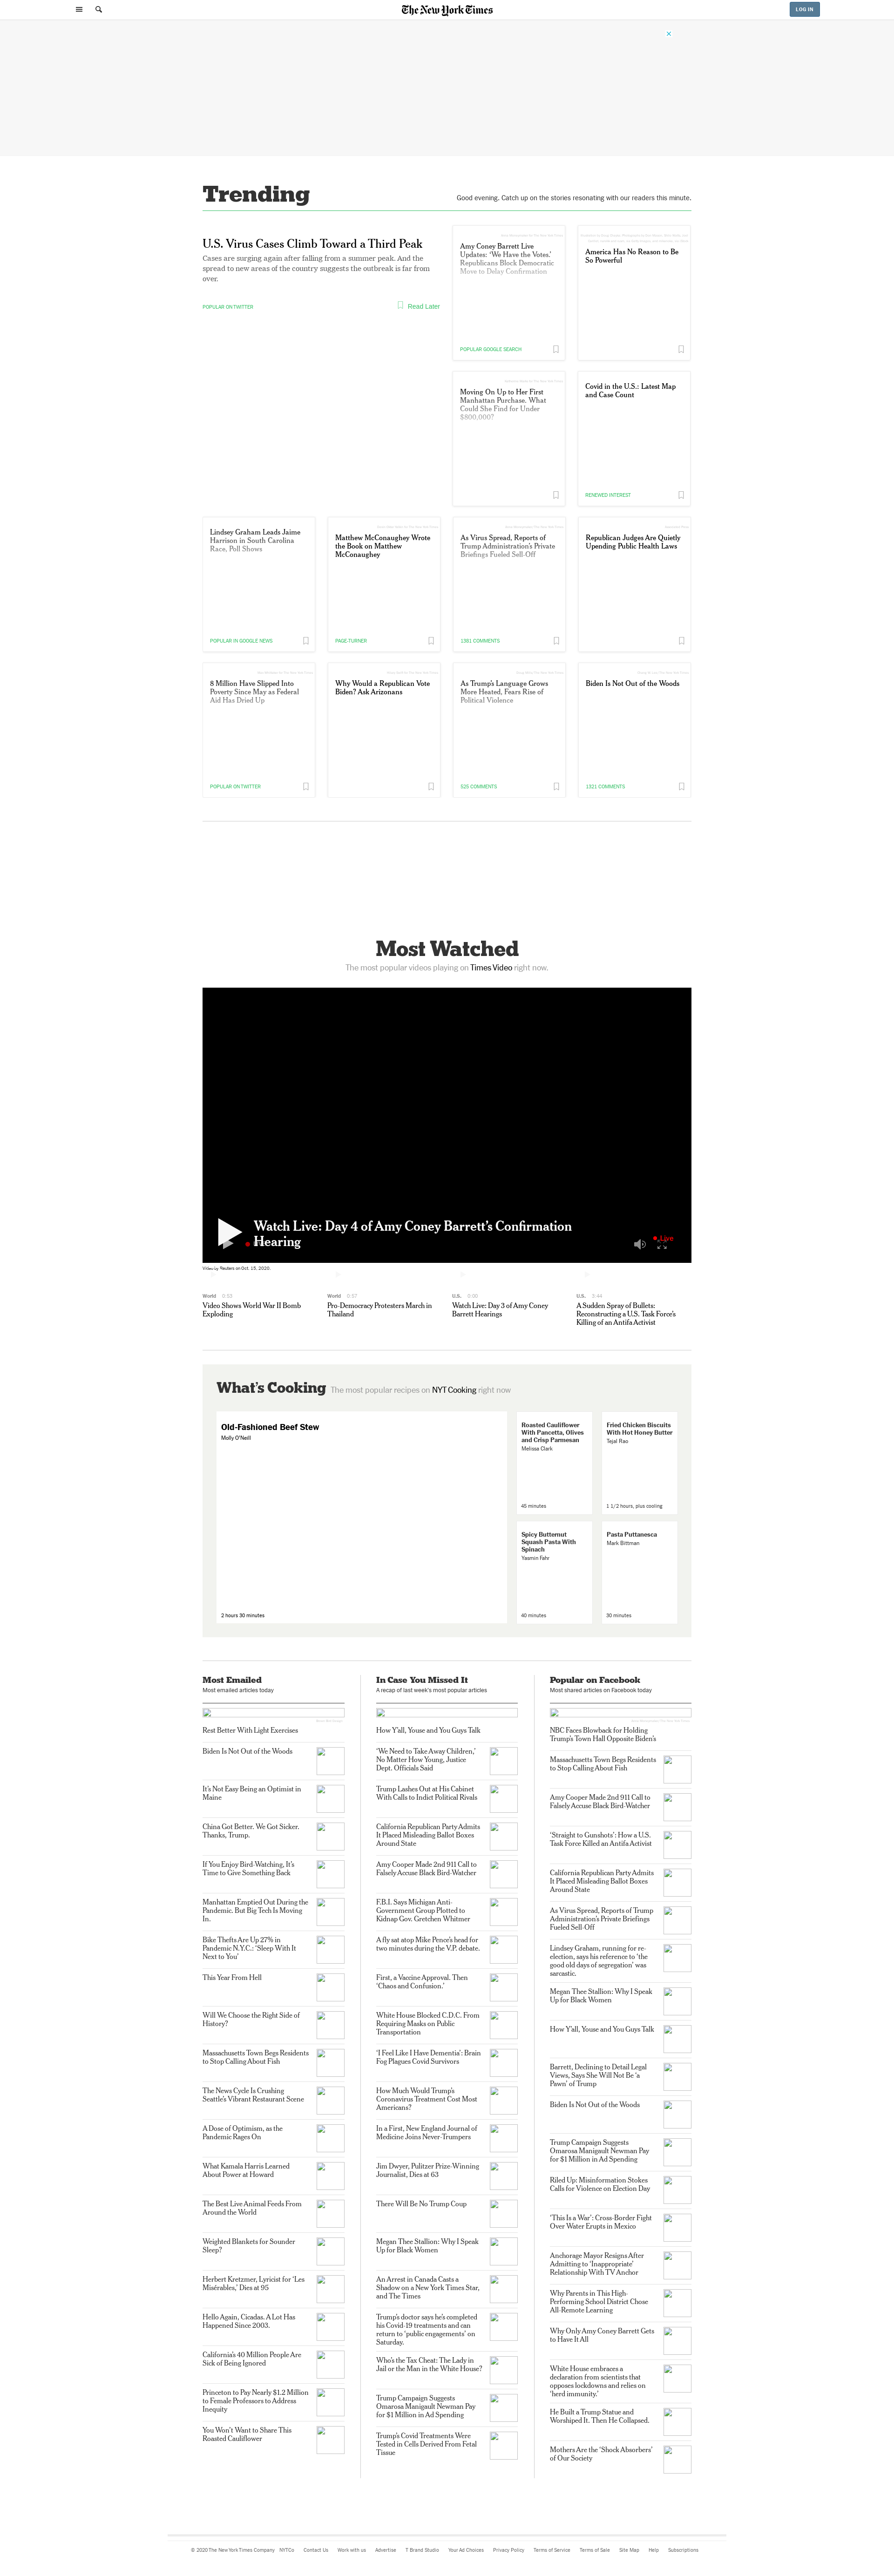 The New York Times
LOG IN
Trending
Good evening. Catch up on the stories resonating with our readers this minute.
U.S. Virus Cases Climb Toward a Third Peak
Cases are surging again after falling from a summer peak. And the
spread to new areas of the country suggests the outbreak is far from
over.
POPULAR ON TWITTER
Read Later
Amy Coney Barrett Live
Updates: ‘We Have the Votes.’
Republicans Block Democratic
Move to Delay Confirmation
POPULAR GOOGLE SEARCH
America Has No Reason to Be
So Powerful
Moving On Up to Her First
Manhattan Purchase. What
Could She Find for Under
$800,000?
Covid in the U.S.: Latest Map
and Case Count
RENEWED INTEREST
Lindsey Graham Leads Jaime
Harrison in South Carolina
Race, Poll Shows
POPULAR IN GOOGLE NEWS
Matthew McConaughey Wrote
the Book on Matthew
McConaughey
PAGE-TURNER
As Virus Spread, Reports of
Trump Administration’s Private
Briefings Fueled Sell-Off
1381 COMMENTS
Republican Judges Are Quietly
Upending Public Health Laws
8 Million Have Slipped Into
Poverty Since May as Federal
Aid Has Dried Up
POPULAR ON TWITTER
Why Would a Republican Vote
Biden? Ask Arizonans
As Trump’s Language Grows
More Heated, Fears Rise of
Political Violence
525 COMMENTS
Biden Is Not Out of the Woods
1321 COMMENTS
Most Watched
The most popular videos playing on Times Video right now.
Watch Live: Day 4 of Amy Coney Barrett’s Confirmation
Hearing
Live
Video by Reuters on Oct. 15, 2020.
World 0:53
Video Shows World War II Bomb
Exploding
World 0:57
Pro-Democracy Protesters March in
Thailand
U.S. 0:00
Watch Live: Day 3 of Amy Coney
Barrett Hearings
U.S. 5:44
A Sudden Spray of Bullets:
Reconstructing a U.S. Task Force’s
Killing of an Antifa Activist
What’s Cooking
The most popular recipes on NYT Cooking right now
Old-Fashioned Beef Stew
Molly O'Neill
2 hours 30 minutes
Roasted Cauliflower
With Pancetta, Olives
and Crisp Parmesan
Melissa Clark
45 minutes
Fried Chicken Biscuits
With Hot Honey Butter
Tejal Rao
1 1/2 hours, plus cooling
Spicy Butternut
Squash Pasta With
Spinach
Yasmin Fahr
40 minutes
Pasta Puttanesca
Mark Bittman
30 minutes
Most Emailed
Most emailed articles today
Rest Better With Light Exercises
Biden Is Not Out of the Woods
It’s Not Easy Being an Optimist in
Maine
China Got Better. We Got Sicker.
Thanks, Trump.
If You Enjoy Bird-Watching, It’s
Time to Give Something Back
Manhattan Emptied Out During the
Pandemic. But Big Tech Is Moving
In.
Bike Thefts Are Up 27% in
Pandemic N.Y.C.: ‘Sleep With It
Next to You’
This Year From Hell
Will We Choose the Right Side of
History?
Massachusetts Town Begs Residents
to Stop Calling About Fish
The News Cycle Is Crushing
Seattle’s Vibrant Restaurant Scene
A Dose of Optimism, as the
Pandemic Rages On
What Kamala Harris Learned
About Power at Howard
The Best Live Animal Feeds From
Around the World
Weighted Blankets for Sounder
Sleep?
Herbert Kretzmer, Lyricist for ‘Les
Misérables,’ Dies at 95
Hello Again, Cicadas. A Lot Has
Happened Since 2003.
California’s 40 Million People Are
Sick of Being Ignored
Princeton to Pay Nearly $1.2 Million
to Female Professors to Address
Inequity
You Won’t Want to Share This
Roasted Cauliflower
In Case You Missed It
A recap of last week's most popular articles
How Y’all, Youse and You Guys Talk
‘We Need to Take Away Children,’
No Matter How Young, Justice
Dept. Officials Said
Trump Lashes Out at His Cabinet
With Calls to Indict Political Rivals
California Republican Party Admits
It Placed Misleading Ballot Boxes
Around State
Amy Cooper Made 2nd 911 Call to
Falsely Accuse Black Bird-Watcher
F.B.I. Says Michigan Anti-
Government Group Plotted to
Kidnap Gov. Gretchen Whitmer
A fly sat atop Mike Pence’s head for
two minutes during the V.P. debate.
First, a Vaccine Approval. Then
‘Chaos and Confusion.’
White House Blocked C.D.C. From
Requiring Masks on Public
Transportation
‘I Feel Like I Have Dementia’: Brain
Fog Plagues Covid Survivors
How Much Would Trump’s
Coronavirus Treatment Cost Most
Americans?
In a First, New England Journal of
Medicine Joins Never-Trumpers
Jim Dwyer, Pulitzer Prize-Winning
Journalist, Dies at 63
There Will Be No Trump Coup
Megan Thee Stallion: Why I Speak
Up for Black Women
An Arrest in Canada Casts a
Shadow on a New York Times Star,
and The Times
Trump’s doctor says he’s completed
his Covid-19 treatments and can
return to ‘public engagements’ on
Saturday.
Who’s the Tax Cheat: The Lady in
Jail or the Man in the White House?
Trump Campaign Suggests
Omarosa Manigault Newman Pay
for $1 Million in Ad Spending
Trump’s Covid Treatments Were
Tested in Cells Derived From Fetal
Tissue
Popular on Facebook
Most shared articles on Facebook today
NBC Faces Blowback for Holding
Trump’s Town Hall Opposite Biden’s
Massachusetts Town Begs Residents
to Stop Calling About Fish
Amy Cooper Made 2nd 911 Call to
Falsely Accuse Black Bird-Watcher
‘Straight to Gunshots’: How a U.S.
Task Force Killed an Antifa Activist
California Republican Party Admits
It Placed Misleading Ballot Boxes
Around State
As Virus Spread, Reports of Trump
Administration’s Private Briefings
Fueled Sell-Off
Lindsey Graham, running for re-
election, says his reference to ‘the
good old days of segregation’ was
sarcastic.
Megan Thee Stallion: Why I Speak
Up for Black Women
How Y’all, Youse and You Guys Talk
Barrett, Declining to Detail Legal
Views, Says She Will Not Be ‘a
Pawn’ of Trump
Biden Is Not Out of the Woods
Trump Campaign Suggests
Omarosa Manigault Newman Pay
for $1 Million in Ad Spending
Riled Up: Misinformation Stokes
Calls for Violence on Election Day
‘This Is a War’: Cross-Border Fight
Over Water Erupts in Mexico
Anchorage Mayor Resigns After
Admitting to ‘Inappropriate’
Relationship With TV Anchor
Why Parents in This High-
Performing School District Chose
All-Remote Learning
Why Only Amy Coney Barrett Gets
to Have It All
White House embraces a
declaration from scientists that
opposes lockdowns and relies on
‘herd immunity.’
He Built a Trump Statue and
Worshiped It. Then He Collapsed.
Mothers Are the ‘Shock Absorbers’
of Our Society
© 2020 The New York Times Company NYTCo Contact Us Work with us Advertise T Brand Studio Your Ad Choices Privacy Policy Terms of Service Terms of Sale Site Map Help Subscriptions